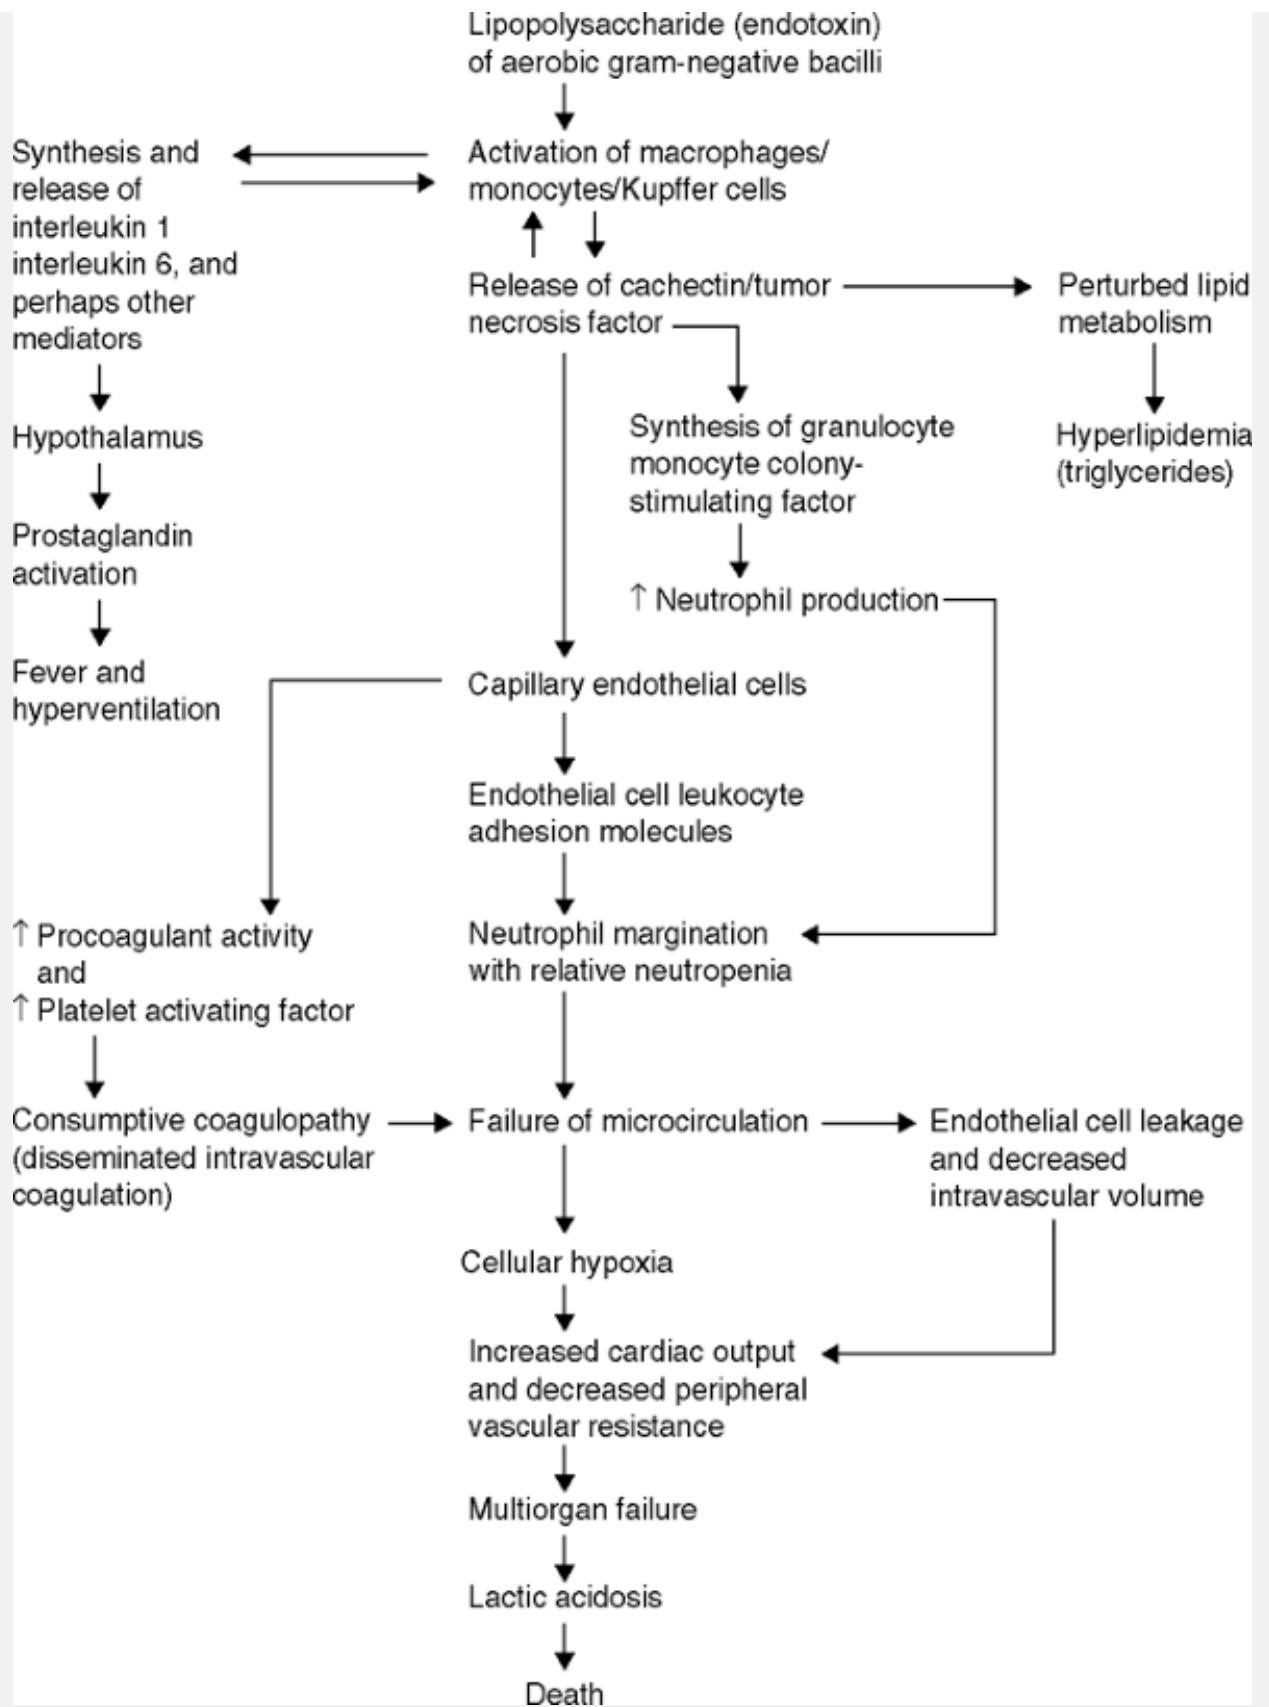 Lipopolysaccharide (endotoxin)
of aerobic gram-negative bacilli
Synthesis and
release of
interleukin 1
interleukin 6, and
perhaps other
mediators
Activation of macrophages/
monocytes/Kupffer cells
Release of cachectin/tumor
necrosis factor
Perturbed lipid
metabolism
Hypothalamus
Synthesis of granulocyte
monocyte colony-
stimulating factor
Hyperlipidemia
(triglycerides)
Prostaglandin
activation
↑ Neutrophil production
Fever and
hyperventilation
Capillary endothelial cells
Endothelial cell leukocyte
adhesion molecules
↑ Procoagulant activity
and
↑ Platelet activating factor
Neutrophil margination
with relative neutropenia
Consumptive coagulopathy
(disseminated intravascular
coagulation)
Failure of microcirculation
Endothelial cell leakage
and decreased
intravascular volume
Cellular hypoxia
Increased cardiac output
and decreased peripheral
vascular resistance
Multiorgan failure
Lactic acidosis
Death